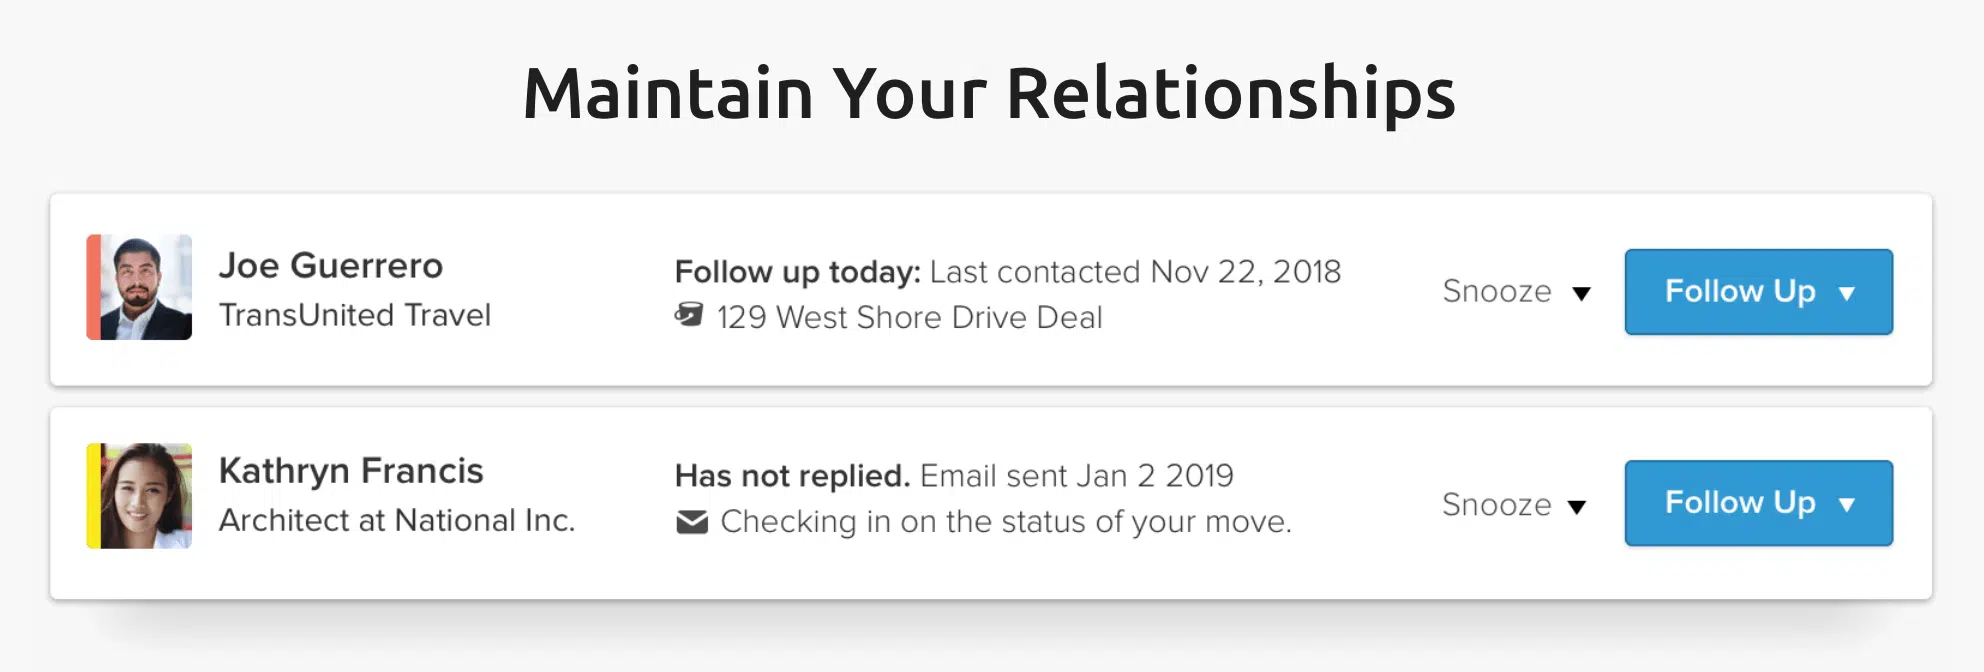 Maintain Your Relationships
Joe Guerrero
TransUnited Travel
Follow up today: Last contacted Nov 22, 2018
129 West Shore Drive Deal
Snooze
Follow Up
Kathryn Francis
Architect at National Inc.
Has not replied. Email sent Jan 2 2019
Checking in on the status of your move.
Snooze
Follow Up